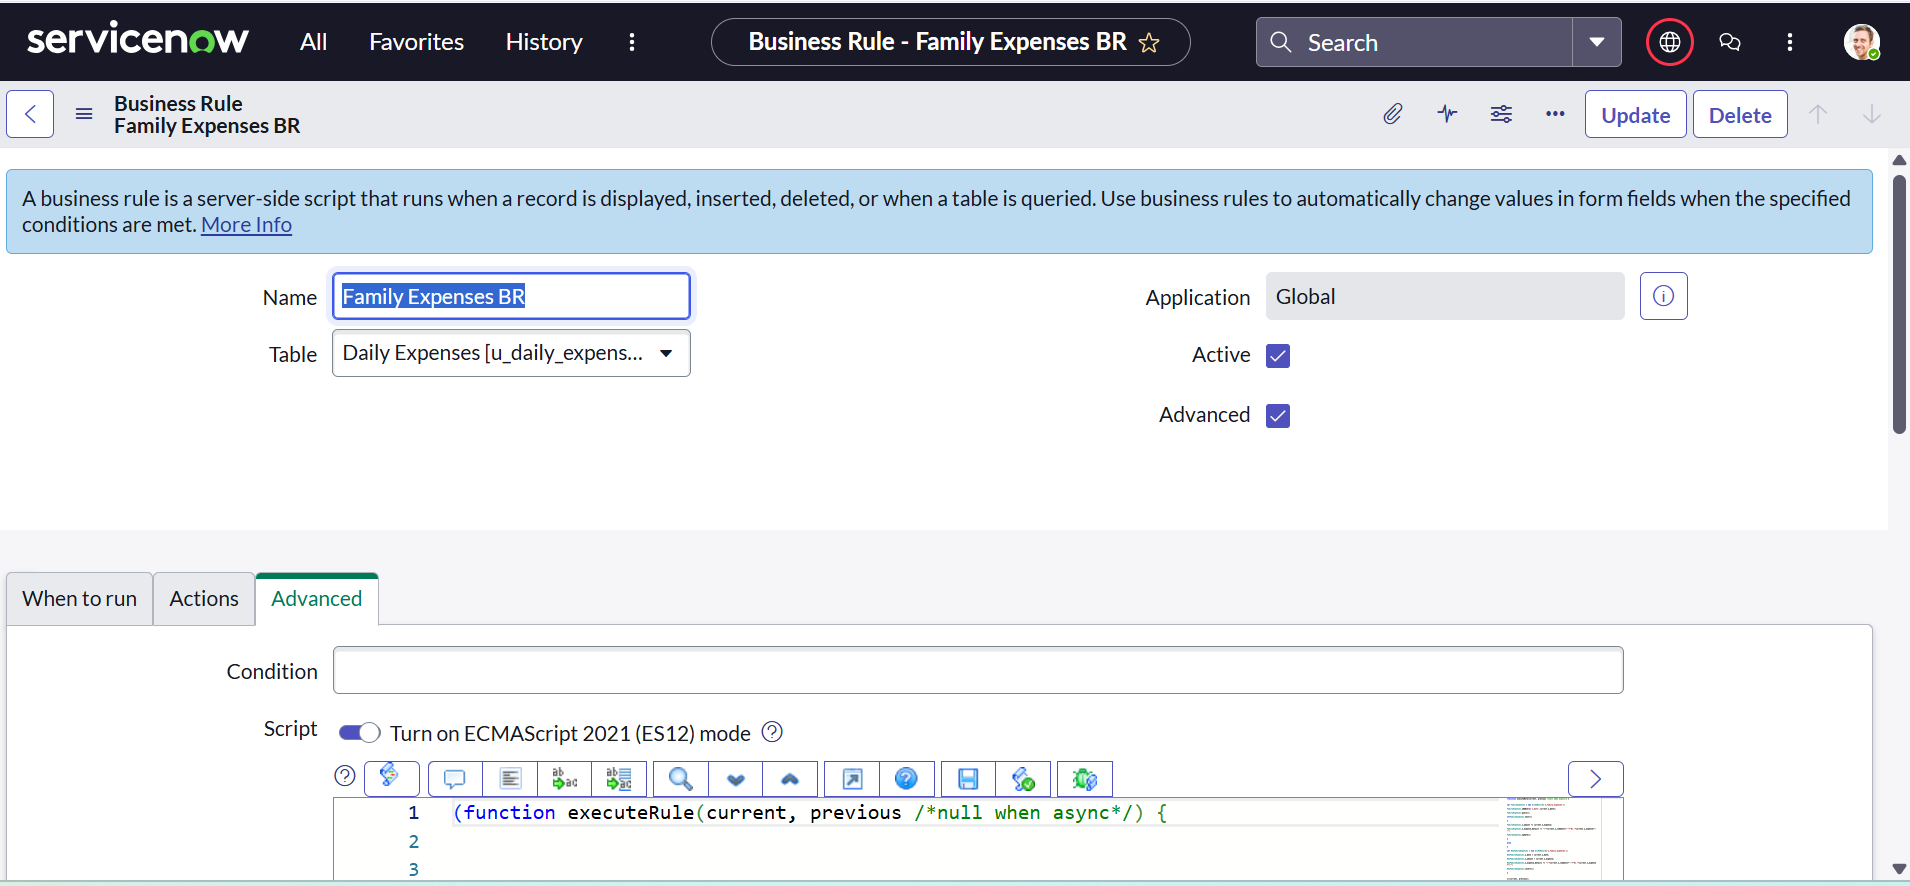 servicenow All Favorites History Business Rule - Family Expenses BR Search
Business Rule
Family Expenses BR
Update Delete
A business rule is a server-side script that runs when a record is displayed, inserted, deleted, or when a table is queried. Use business rules to automatically change values in form fields when the specified
conditions are met. More Info
Name Family Expenses BR
Application Global
Table Daily Expenses [u_daily_expens...
Active
Advanced
When to run Actions Advanced
Condition
Script Turn on ECMAScript 2021 (ES12) mode
1 (function executeRule(current, previous /*null when async*/) {
2
3